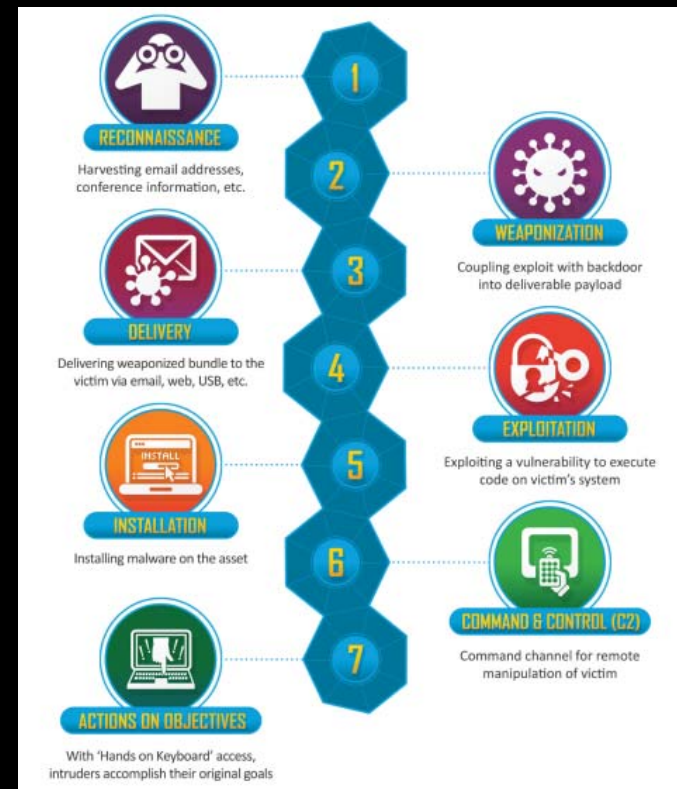 1
RECONNAISSANCE
Harvesting email addresses,
conference information, etc.
2
WEAPONIZATION
Coupling exploit with backdoor
into deliverable payload
3
DELIVERY
Delivering weaponized bundle to the
victim via email, web, USB, etc.
4
EXPLOITATION
Exploiting a vulnerability to execute
code on victim's system
5
INSTALL
INSTALLATION
Installing malware on the asset
6
COMMAND & CONTROL (C2)
Command channel for remote
manipulation of victim
7
ACTIONS ON OBJECTIVES
With 'Hands on Keyboard' access,
intruders accomplish their original goals